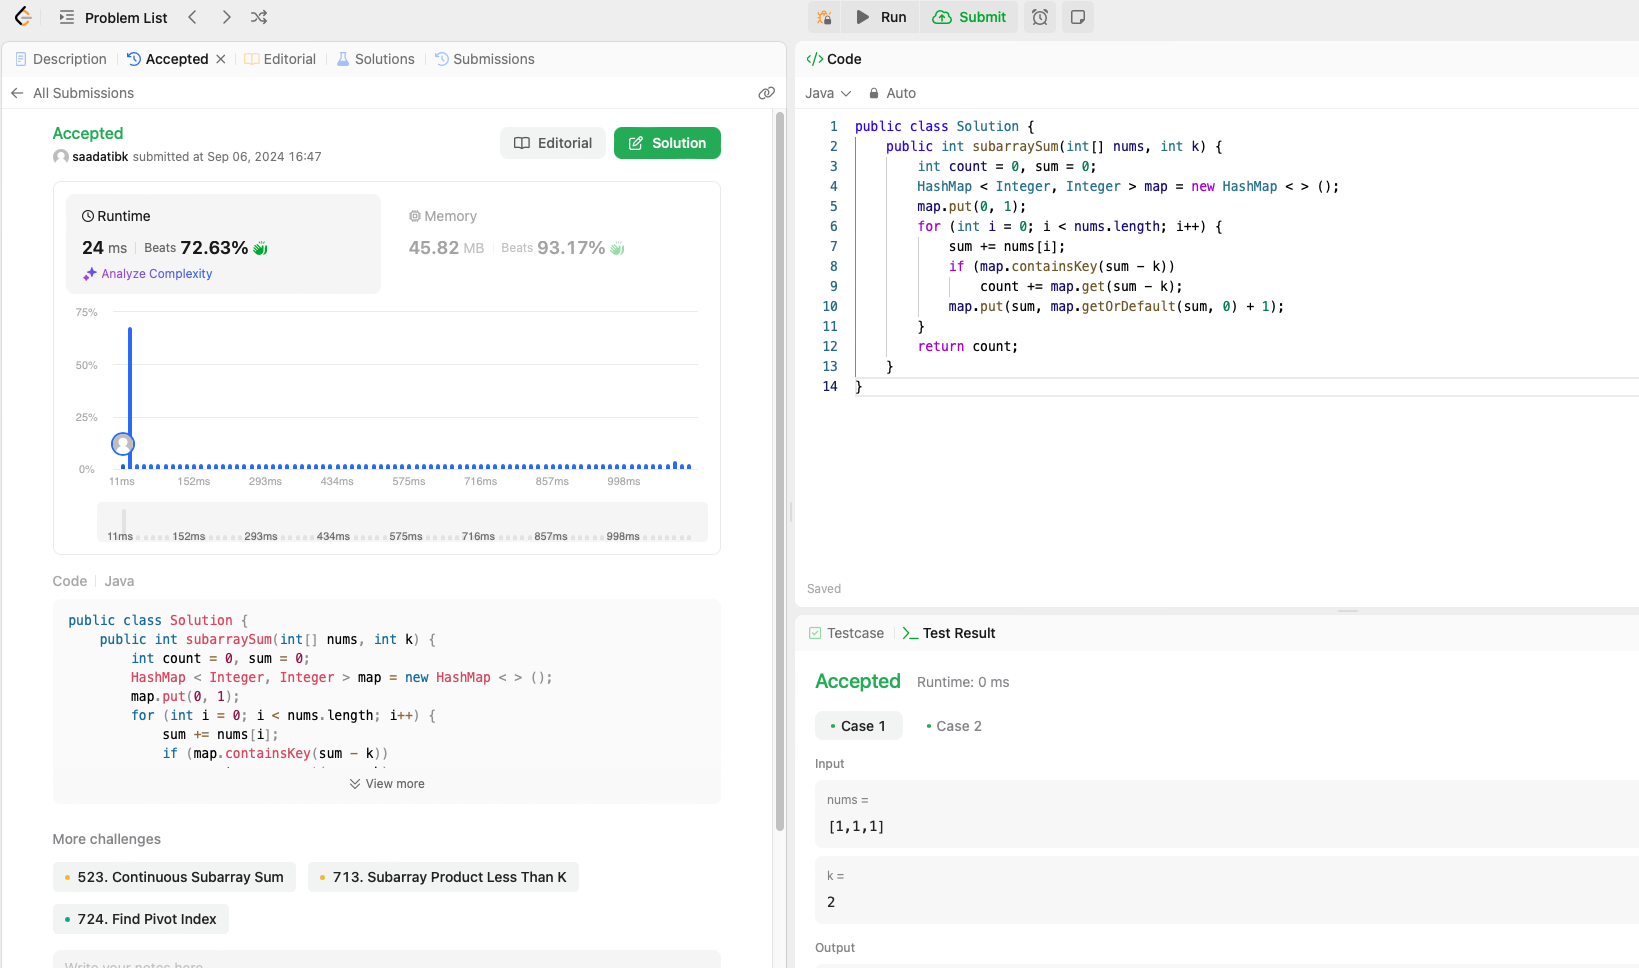 Problem List
Run
Submit
Description
Accepted
Editorial
Solutions
Submissions
All Submissions
Accepted
saadatibk submitted at Sep 06, 2024 16:47
Editorial
Solution
Runtime
24 ms Beats 72.63%
Analyze Complexity
Memory
45.82 MB Beats 93.17%
75%
50%
25%
0%
11ms 152ms 293ms 434ms 575ms 716ms 857ms 998ms
11ms 152ms 293ms 434ms 575ms 716ms 857ms 998ms
Code Java
public class Solution {
    public int subarraySum(int[] nums, int k) {
        int count = 0, sum = 0;
        HashMap < Integer, Integer > map = new HashMap < > ();
        map.put(0, 1);
        for (int i = 0; i < nums.length; i++) {
            sum += nums[i];
            if (map.containsKey(sum - k))
View more
More challenges
523. Continuous Subarray Sum
713. Subarray Product Less Than K
724. Find Pivot Index
Write your notes here
</> Code
Java Auto
1 public class Solution {
2     public int subarraySum(int[] nums, int k) {
3         int count = 0, sum = 0;
4         HashMap < Integer, Integer > map = new HashMap < > ();
5         map.put(0, 1);
6         for (int i = 0; i < nums.length; i++) {
7             sum += nums[i];
8             if (map.containsKey(sum - k))
9                 count += map.get(sum - k);
10             map.put(sum, map.getOrDefault(sum, 0) + 1);
11         }
12         return count;
13     }
14 }
Saved
Testcase
Test Result
Accepted Runtime: 0 ms
Case 1
Case 2
Input
nums =
[1,1,1]
k =
2
Output